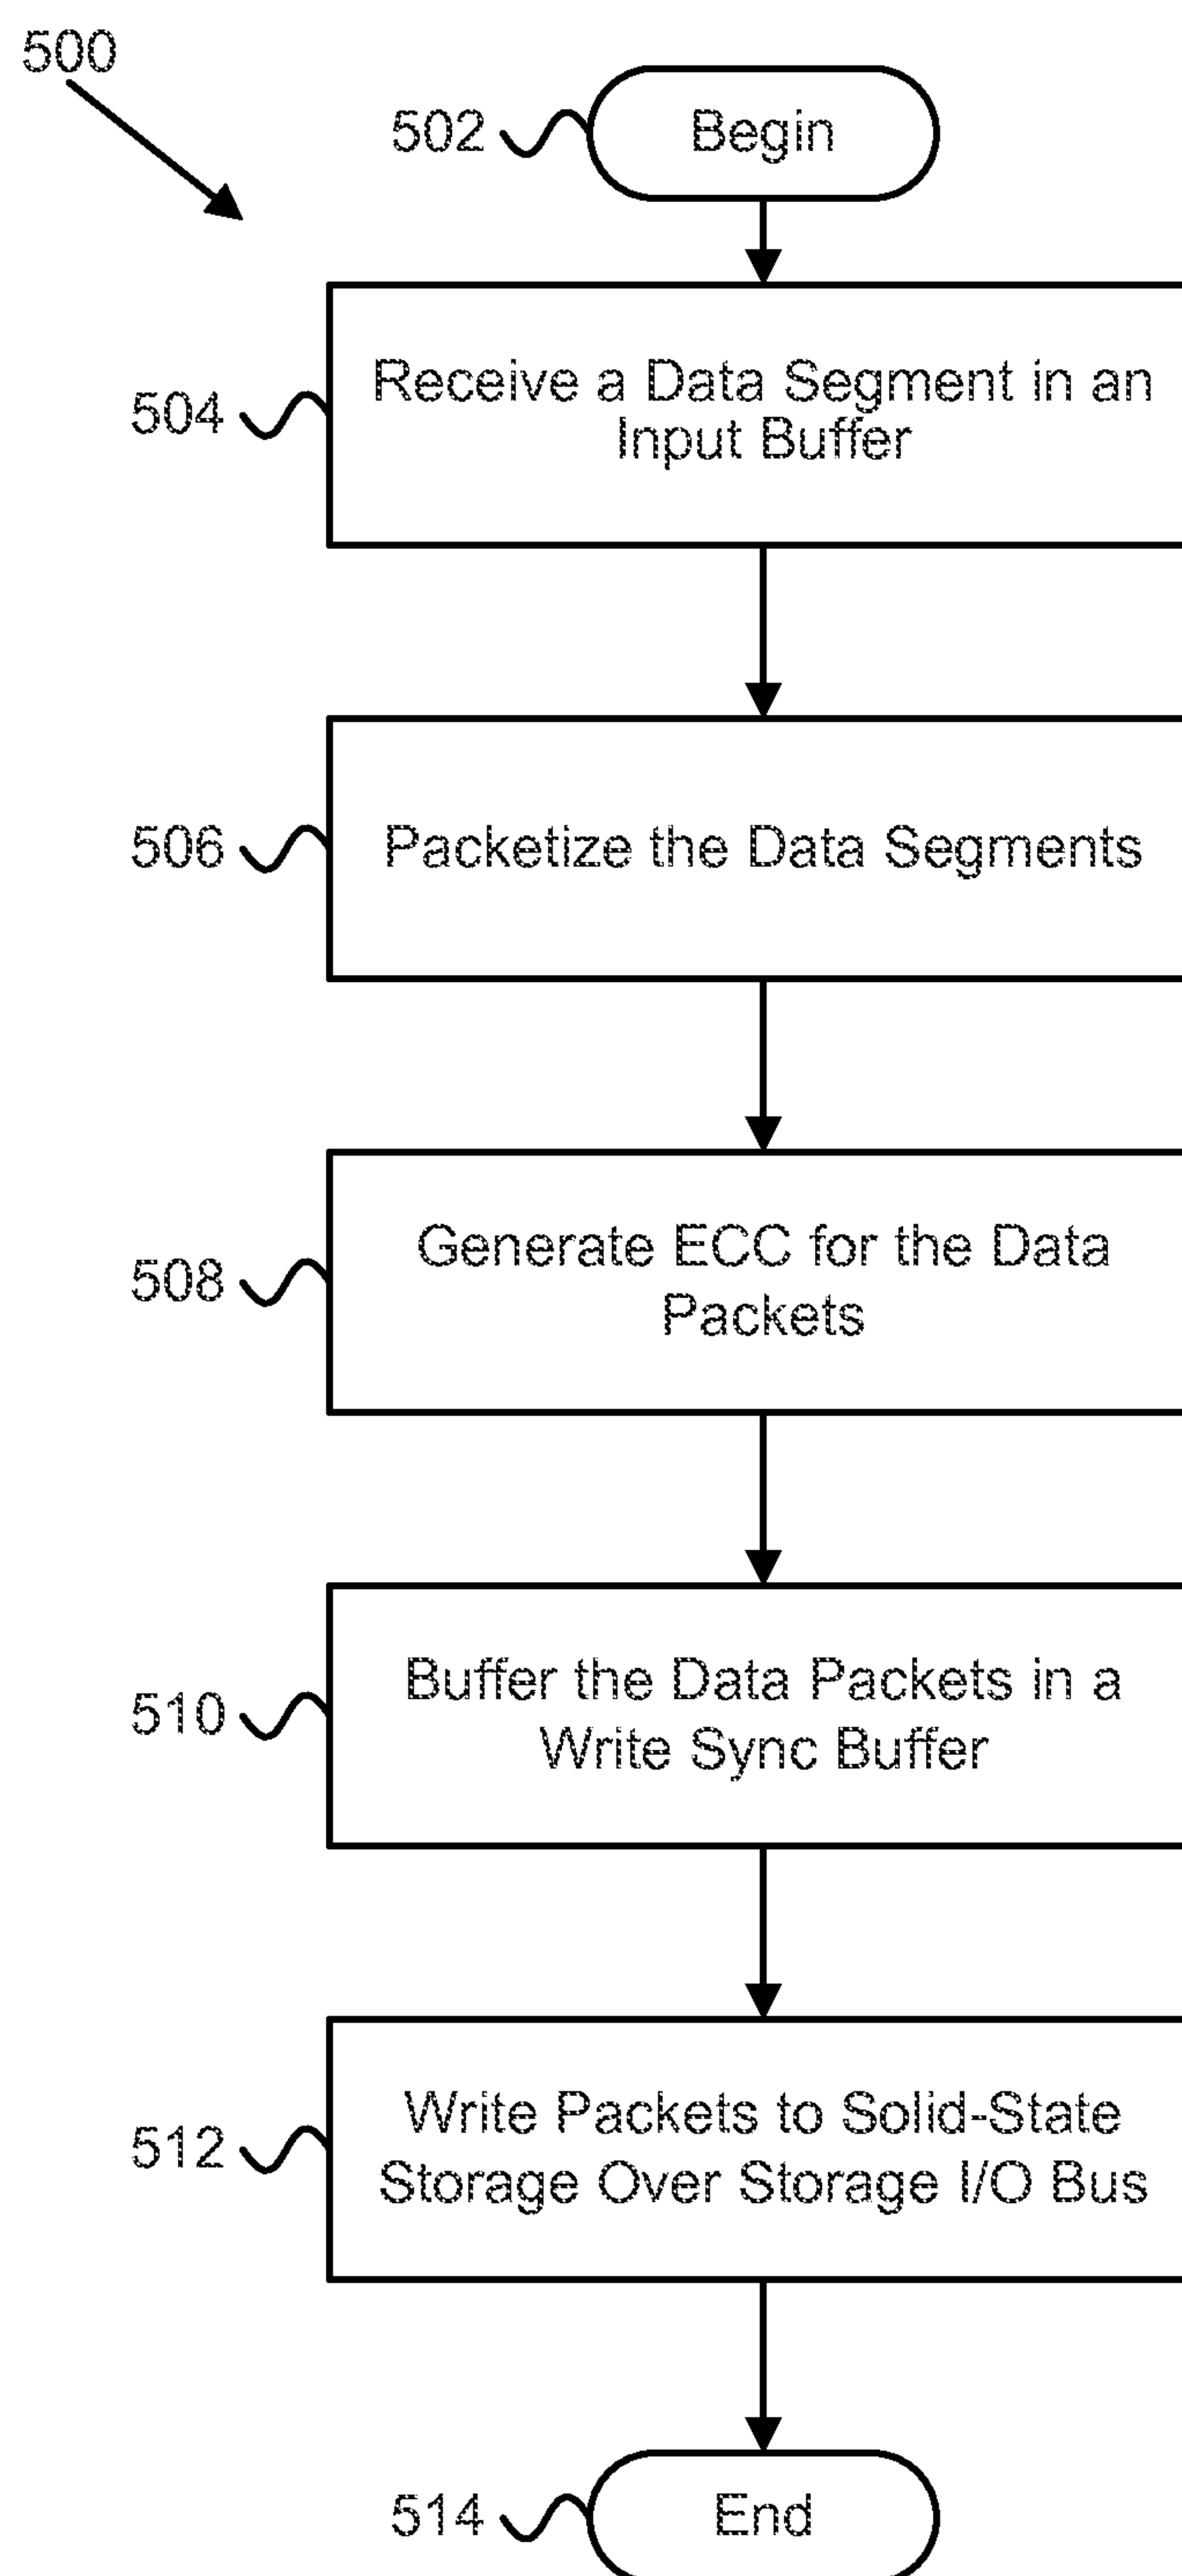 500
502
Begin
504
Receive a Data Segment in an
Input Buffer
506
Packetize the Data Segments
508
Generate ECC for the Data
Packets
510
Buffer the Data Packets in a
Write Sync Buffer
512
Write Packets to Solid-State
Storage Over Storage I/O Bus
514
End